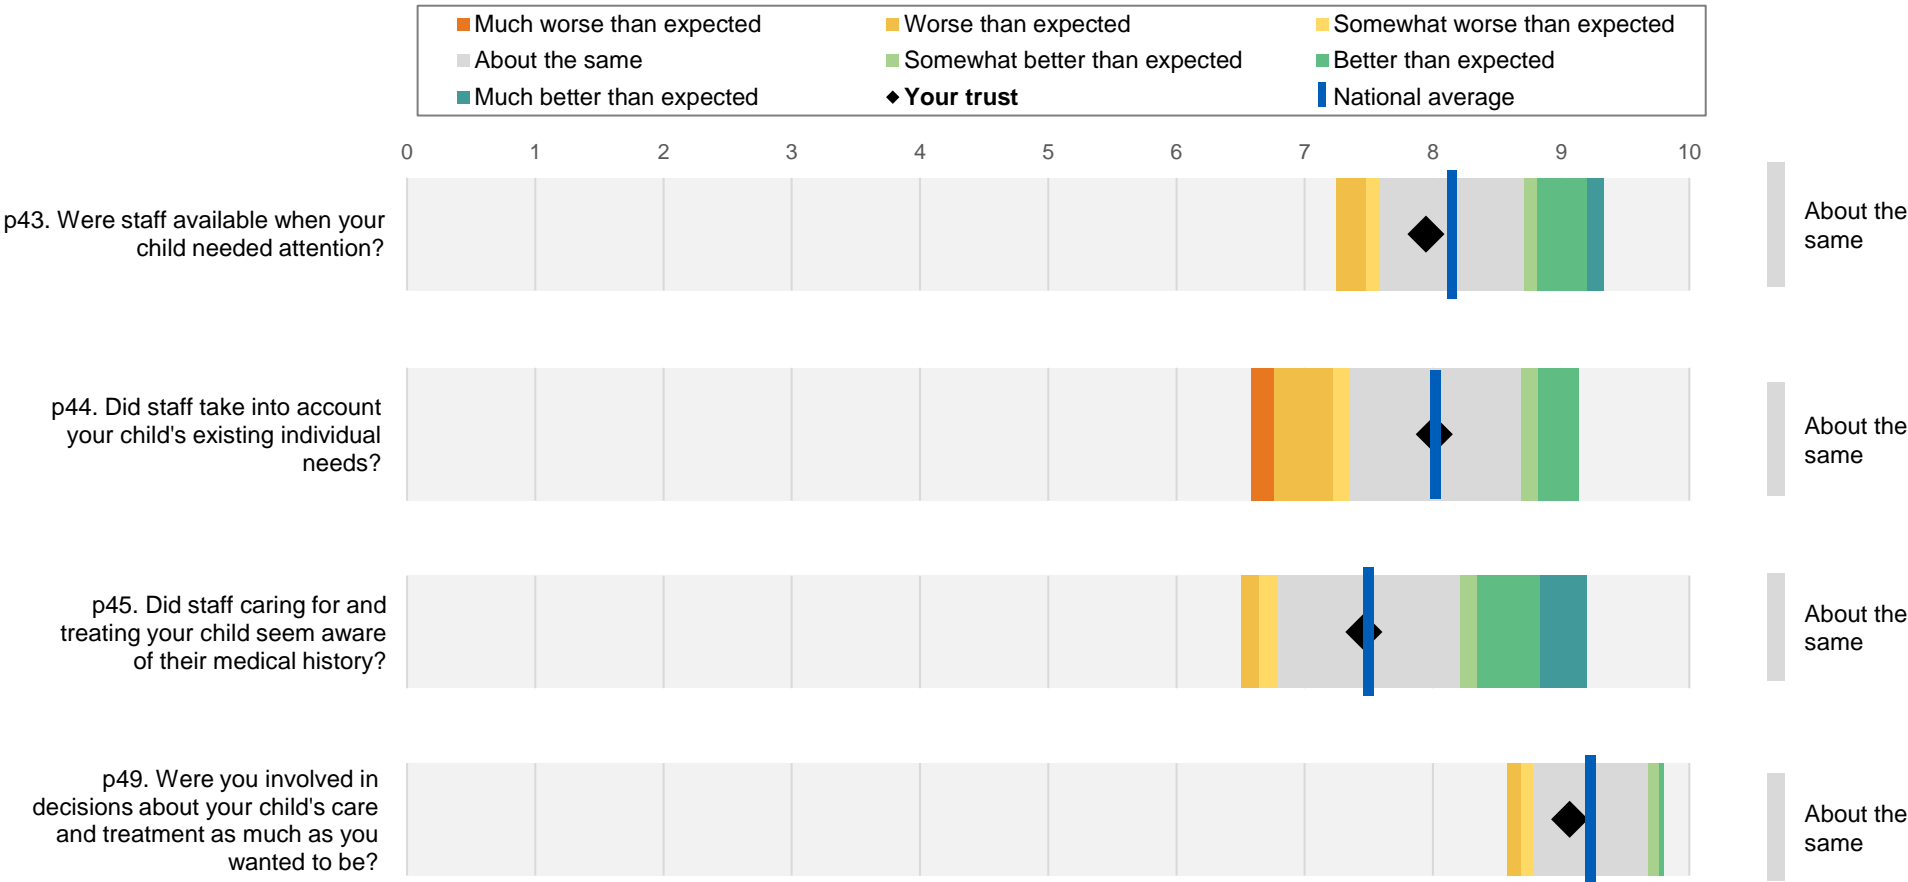 Much worse than expected
Worse than expected
Somewhat worse than expected
About the same
Somewhat better than expected
Better than expected
Much better than expected
Your trust
National average
0 1 2 3 4 5 6 7 8 9 10
p43. Were staff available when your
child needed attention?
About the
same
p44. Did staff take into account
your child's existing individual
needs?
About the
same
p45. Did staff caring for and
treating your child seem aware
of their medical history?
About the
same
p49. Were you involved in
decisions about your child's care
and treatment as much as you
wanted to be?
About the
same